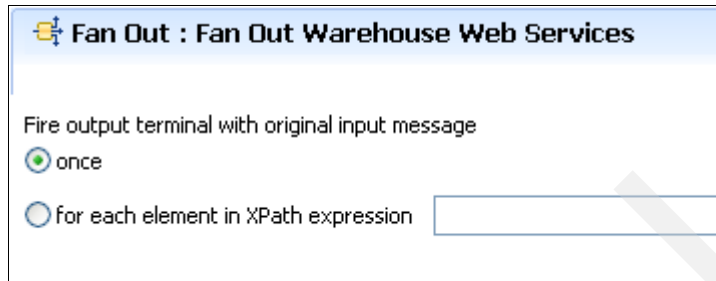 Fan Out : Fan Out Warehouse Web Services
Fire output terminal with original input message
once
for each element in XPath expression